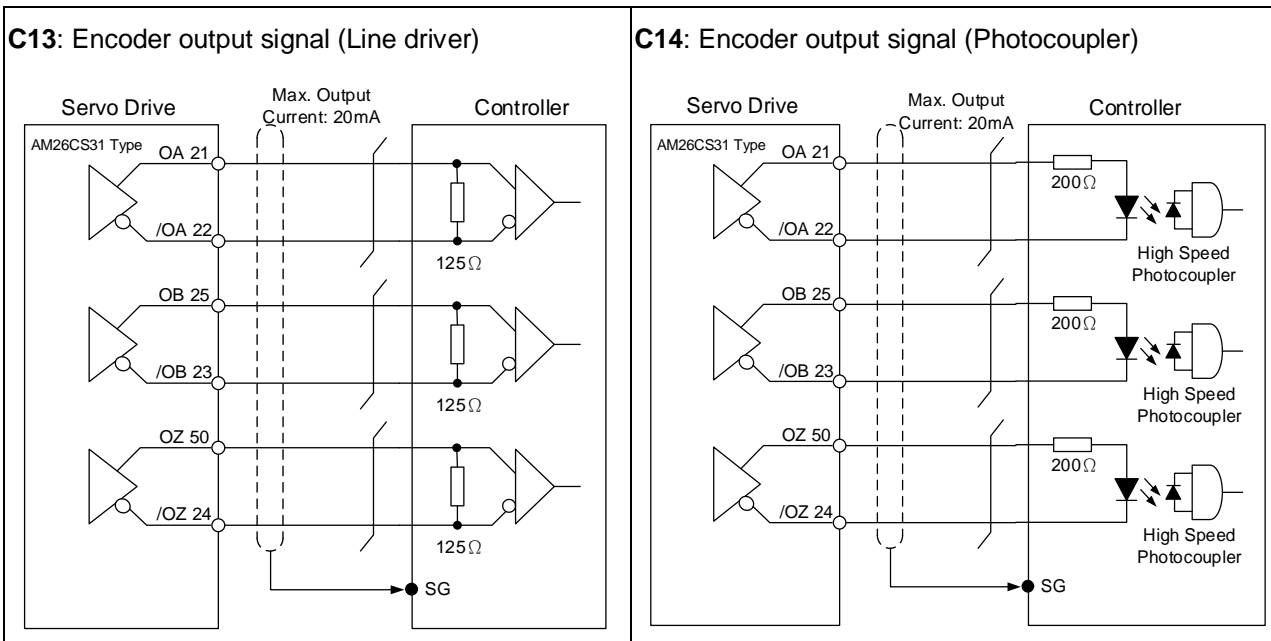 C13: Encoder output signal (Line driver)
Servo Drive
Max. Output
Current: 20mA
Controller
AM26CS31 Type
OA 21
/OA 22
125Ω
OB 25
/OB 23
125Ω
OZ 50
/OZ 24
125Ω
SG
C14: Encoder output signal (Photocoupler)
Servo Drive
Max. Output
Current: 20mA
Controller
AM26CS31 Type
OA 21
200Ω
/OA 22
High Speed
Photocoupler
OB 25
200Ω
/OB 23
High Speed
Photocoupler
OZ 50
200Ω
/OZ 24
High Speed
Photocoupler
SG